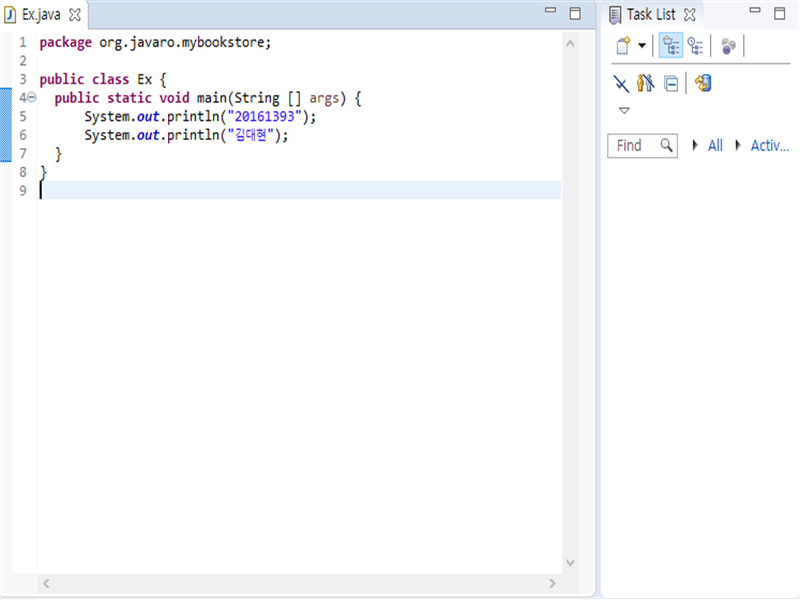 Ex.java
Task List
1 package org.javaro.mybookstore;
2
3 public class Ex {
4 public static void main(String [] args) {
5 System.out.println("20161393");
6 System.out.println("김대현");
7 }
8 }
9
Find All Activ...